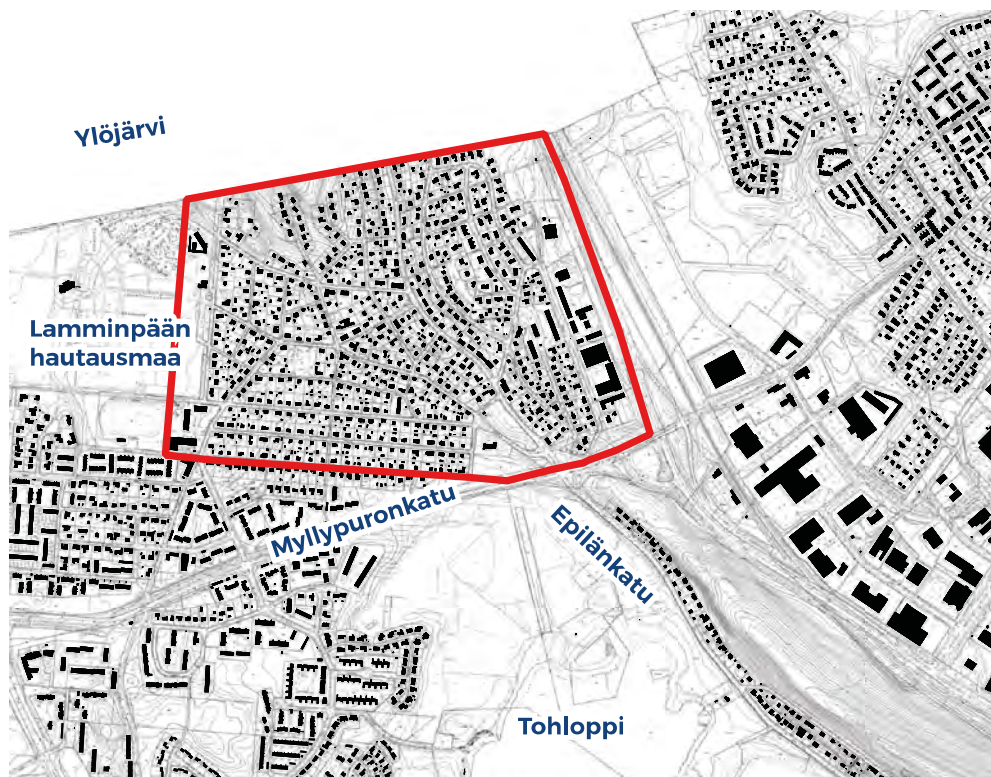 Ylöjärvi
Lamminpään
hautausmaa
Myllypuronkatu
Epilänkatu
Tohloppi